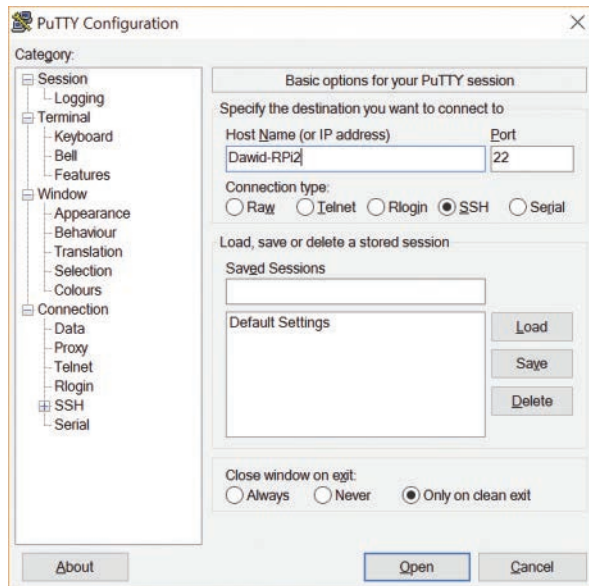 PuTTY Configuration
Category:
Session
Logging
Terminal
Keyboard
Bell
Features
Window
Appearance
Behaviour
Translation
Selection
Colours
Connection
Data
Proxy
Telnet
Rlogin
SSH
Serial
Basic options for your PuTTY session
Specify the destination you want to connect to
Host Name (or IP address) Port
Dawid-RPi2 22
Connection type:
Raw Telnet Rlogin SSH Serial
Load, save or delete a stored session
Saved Sessions
Default Settings
Load
Save
Delete
Close window on exit:
Always Never Only on clean exit
About Open Cancel